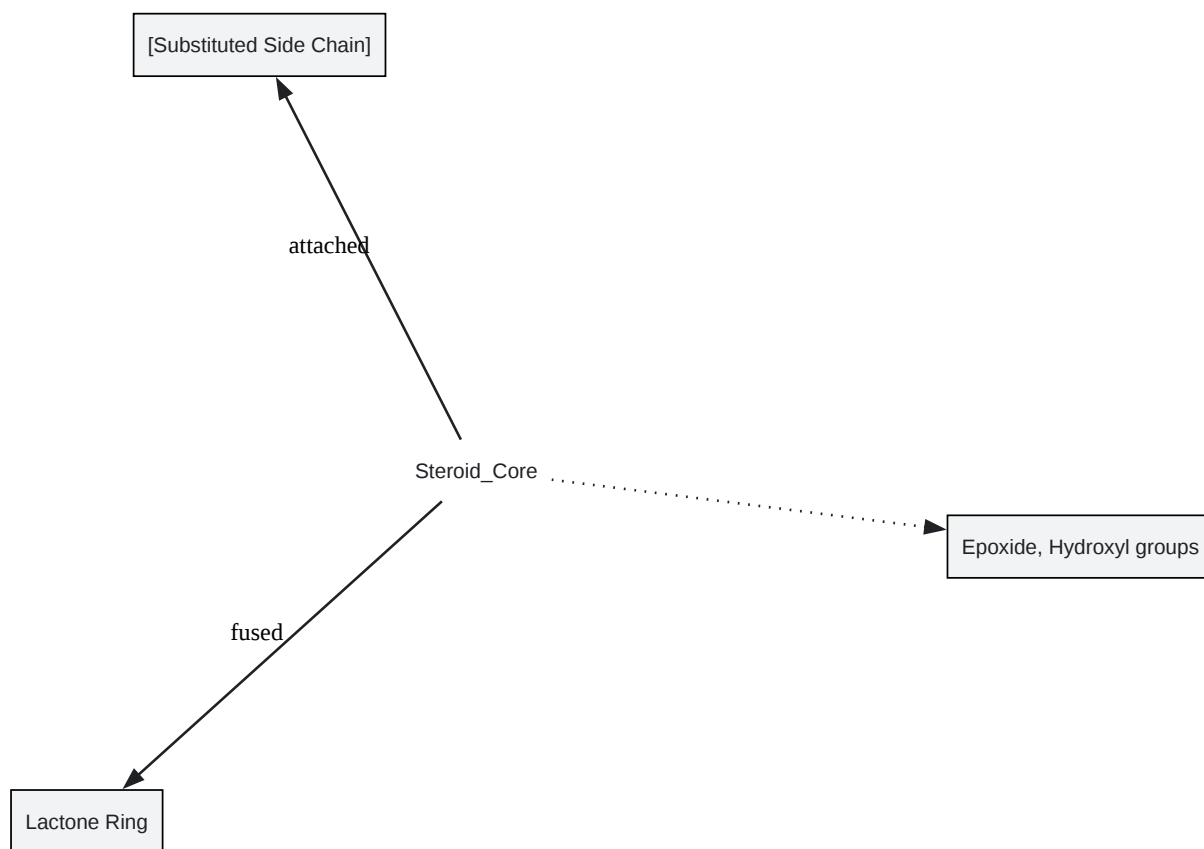 [Substituted Side Chain]
attached
Steroid_Core
Epoxide, Hydroxyl groups
fused
Lactone Ring